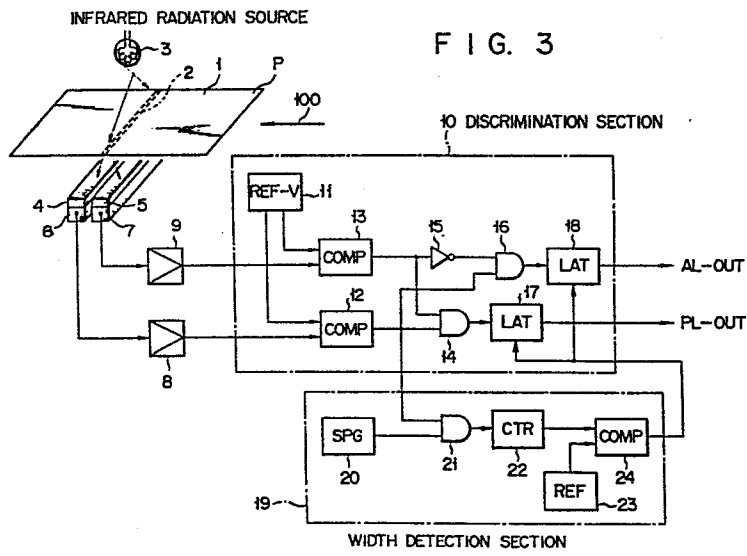 INFRARED RADIATION SOURCE
FIG. 3
3
2
1
P
100
10 DISCRIMINATION SECTION
REF-V
11
4
5
6
7
9
13
COMP
15
16
18
LAT
AL-OUT
12
COMP
17
LAT
PL-OUT
14
8
SPG
20
21
CTR
22
COMP
24
REF
23
19
WIDTH DETECTION SECTION